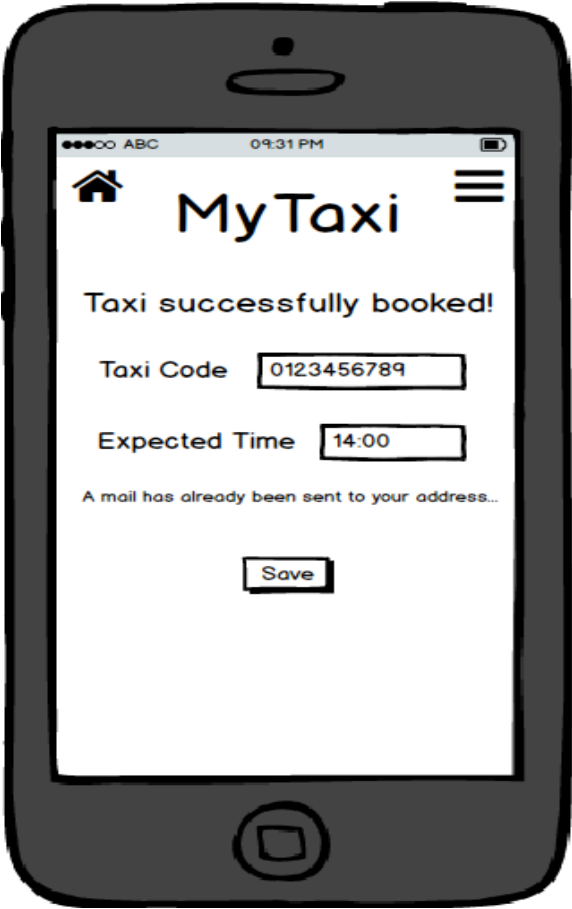 ABC 09:31 PM
MyTaxi
Taxi successfully booked!
Taxi Code 0123456789
Expected Time 14:00
A mail has already been sent to your address...
Save